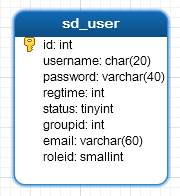 sd_user
id: int
username: char(20)
password: varchar(40)
regtime: int
status: tinyint
groupid: int
email: varchar(60)
roleid: smallint